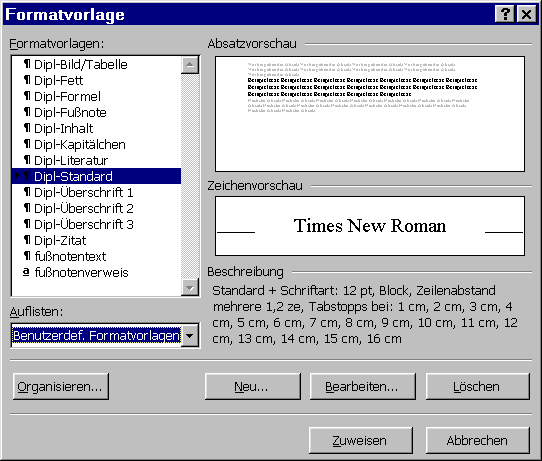 Formatvorlage
Formatvorlagen:
¶ Dipl-Bild/Tabelle
¶ Dipl-Fett
¶ Dipl-Formel
¶ Dipl-Fußnote
¶ Dipl-Inhalt
¶ Dipl-Kapitälchen
¶ Dipl-Literatur
¶ Dipl-Standard
¶ Dipl-Überschrift 1
¶ Dipl-Überschrift 2
¶ Dipl-Überschrift 3
¶ Dipl-Zitat
¶ fußnotentext
a fußnotenverweis
Auflisten:
Benutzerdef. Formatvorlagen
Absatzvorschau
Zeichenvorschau
Times New Roman
Beschreibung
Standard + Schriftart: 12 pt, Block, Zeilenabstand
mehrere 1,2 ze, Tabstopps bei: 1 cm, 2 cm, 3 cm, 4
cm, 5 cm, 6 cm, 7 cm, 8 cm, 9 cm, 10 cm, 11 cm, 12
cm, 13 cm, 14 cm, 15 cm, 16 cm
Organisieren...
Neu...
Bearbeiten...
Löschen
Zuweisen
Abbrechen